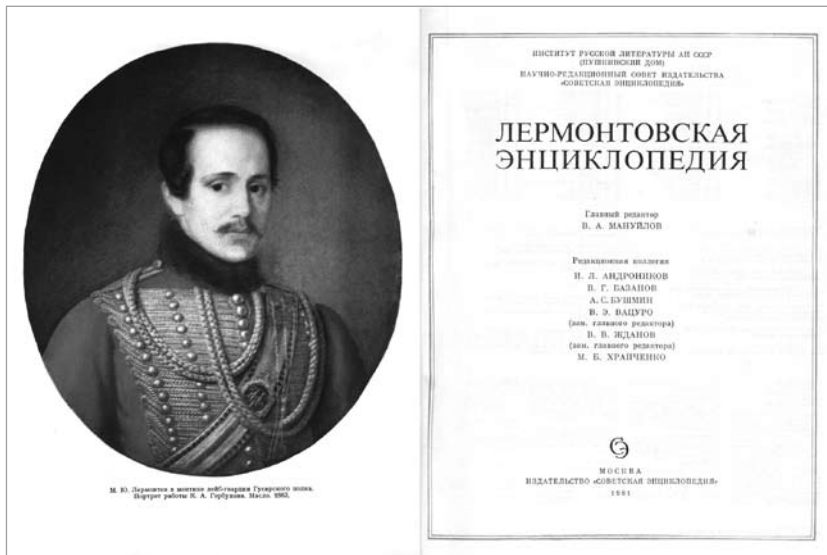 М. Ю. Лермонтов в ментике лейб-гвардии Гусарского полка.
Портрет работы К. А. Горбунова. Масло. 1883.
ИНСТИТУТ РУССКОЙ ЛИТЕРАТУРЫ АН СССР
(ПУШКИНСКИЙ ДОМ)
НАУЧНО-РЕДАКЦИОННЫЙ СОВЕТ ИЗДАТЕЛЬСТВА
«СОВЕТСКАЯ ЭНЦИКЛОПЕДИЯ»
ЛЕРМОНТОВСКАЯ
ЭНЦИКЛОПЕДИЯ
Главный редактор
В. А. МАНУЙЛОВ
Редакционная коллегия
И. Л. АНДРОНИКОВ
В. Г. БАЗАНОВ
А. С. БУШМИН
В. Э. ВАЦУРО
(зам. главного редактора)
В. В. ЖДАНОВ
(зам. главного редактора)
М. Б. ХРАПЧЕНКО
СЭ
МОСКВА
ИЗДАТЕЛЬСТВО «СОВЕТСКАЯ ЭНЦИКЛОПЕДИЯ»
1981